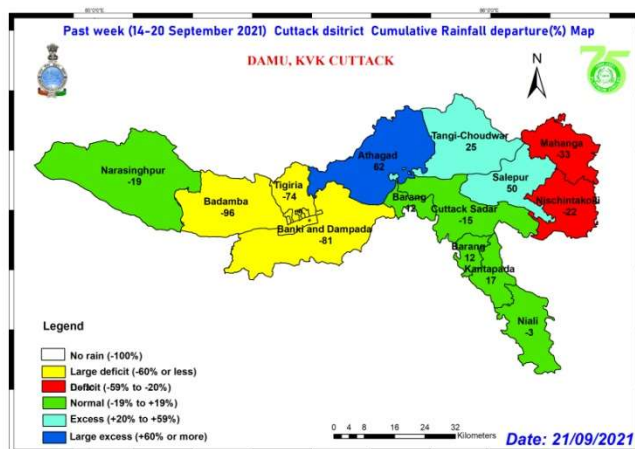 Past week (14-20 September 2021) Cuttack dsitrict Cumulative Rainfall departure(%) Map
DAMU, KVK CUTTACK
N
75
Tangi-Choudwar
25
Mahanga
-33
Athagad
62
Narasinghpur
-19
Salepur
50
Tigiria
-74
Badamba
-96
Barang
12
Cuttack Sadar
-15
Nischintakoili
-22
Banki and Dampada
-81
Barang
12
Kantapada
17
Niali
-3
Legend
No rain (-100%)
Large deficit (-60% or less)
Deficit (-59% to -20%)
Normal (-19% to +19%)
Excess (+20% to +59%)
Large excess (+60% or more)
0 4 8 16 24 32
Kilometers
Date: 21/09/2021